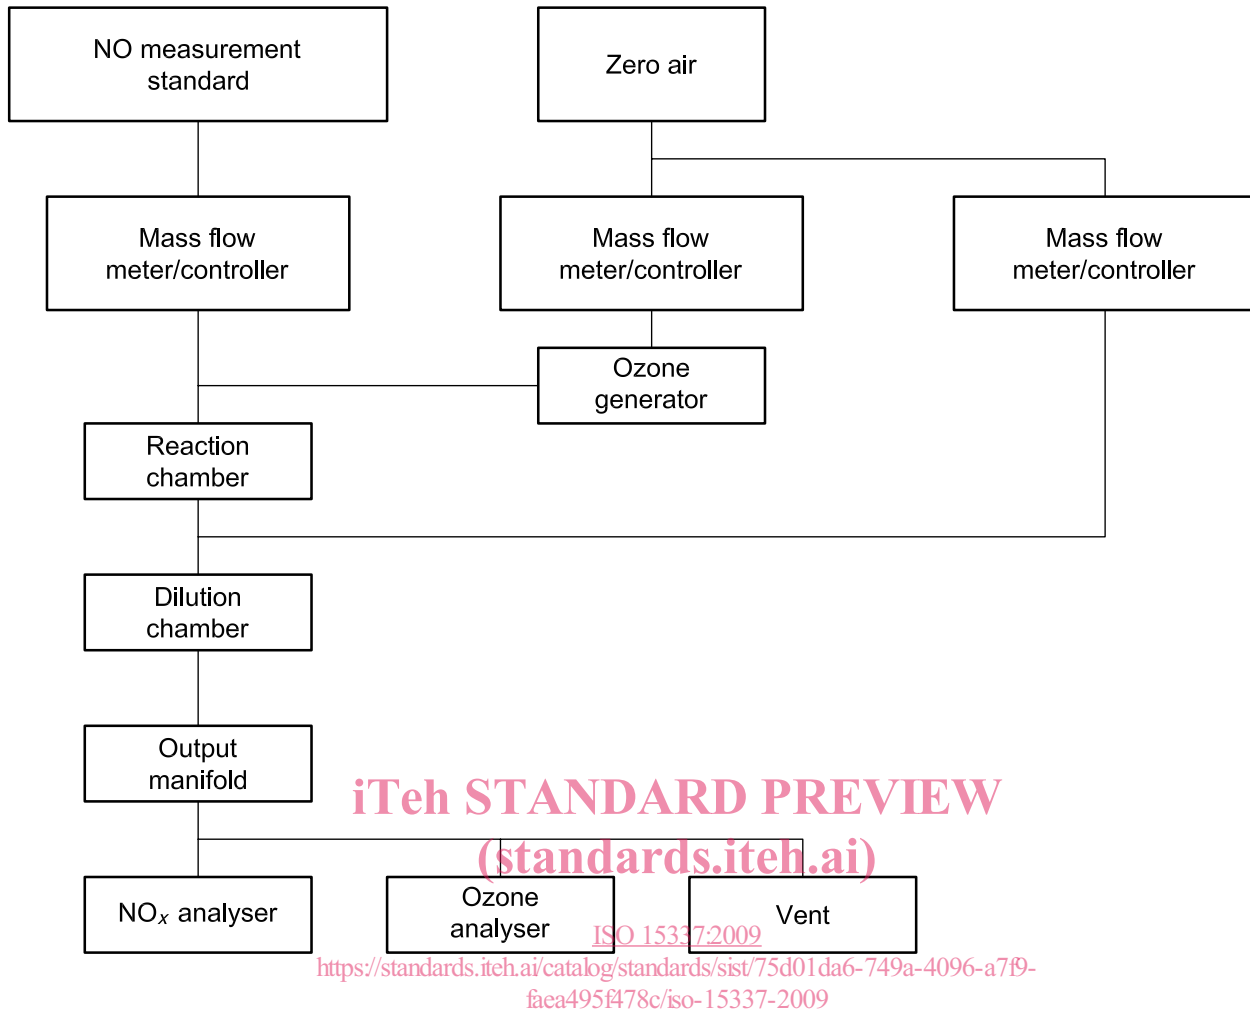 NO measurement
standard
Zero air
Mass flow
meter/controller
Mass flow
meter/controller
Mass flow
meter/controller
Ozone
generator
Reaction
chamber
Dilution
chamber
Output
manifold
iTeh STANDARD PREVIEW
(standards.iteh.ai)
NOx analyser
Ozone
analyser
Vent
ISO 15337:2009
https://standards.iteh.ai/catalog/standards/sist/75d01da6-749a-4096-a7f9-
faea495f478c/iso-15337-2009